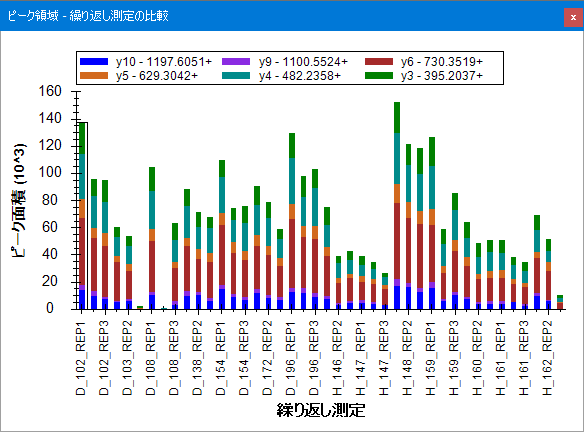 ピーク領域 - 繰り返し測定の比較
x
y10 - 1197.6051+ y9 - 1100.5524+ y6 - 730.3519+
y5 - 629.3042+ y4 - 482.2358+ y3 - 395.2037+
ピーク面積 (10^3)
160
140
120
100
80
60
40
20
0
D_102_REP1
D_102_REP3
D_103_REP2
D_108_REP1
D_108_REP3
D_138_REP2
D_154_REP1
D_154_REP3
D_172_REP2
D_196_REP1
D_196_REP3
H_146_REP2
H_147_REP1
H_147_REP3
H_148_REP2
H_159_REP1
H_159_REP3
H_160_REP2
H_161_REP1
H_161_REP3
H_162_REP2
繰り返し測定